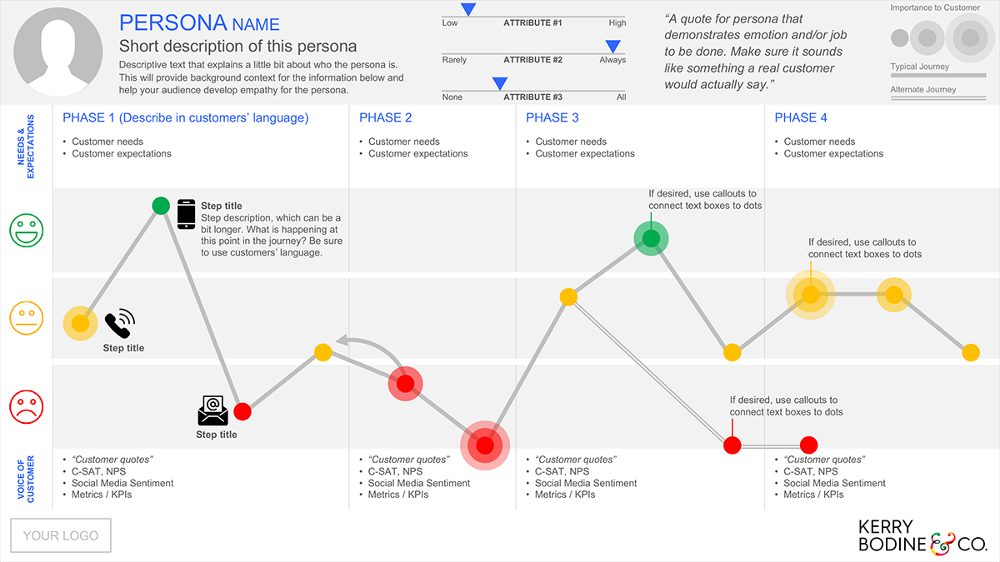 PERSONA NAME
Short description of this persona
Descriptive text that explains a little bit about who the persona is.
This will provide background context for the information below and
help your audience develop empathy for the persona.
Low ATTRIBUTE #1 High
Rarely ATTRIBUTE #2 Always
None ATTRIBUTE #3 All
“A quote for persona that
demonstrates emotion and/or job
to be done. Make sure it sounds
like something a real customer
would actually say.”
Importance to Customer
Typical Journey
Alternate Journey
NEEDS &
EXPECTATIONS
PHASE 1 (Describe in customers’ language)
• Customer needs
• Customer expectations
PHASE 2
• Customer needs
• Customer expectations
PHASE 3
• Customer needs
• Customer expectations
PHASE 4
• Customer needs
• Customer expectations
Step title
Step description, which can be a
bit longer. What is happening at
this point in the journey? Be sure
to use customers’ language.
Step title
@
Step title
If desired, use callouts to
connect text boxes to dots
If desired, use callouts to
connect text boxes to dots
If desired, use callouts to
connect text boxes to dots
VOICE OF
CUSTOMER
• “Customer quotes”
• C-SAT, NPS
• Social Media Sentiment
• Metrics / KPIs
• “Customer quotes”
• C-SAT, NPS
• Social Media Sentiment
• Metrics / KPIs
• “Customer quotes”
• C-SAT, NPS
• Social Media Sentiment
• Metrics / KPIs
• “Customer quotes”
• C-SAT, NPS
• Social Media Sentiment
• Metrics / KPIs
YOUR LOGO
KERRY
BODINE & CO.